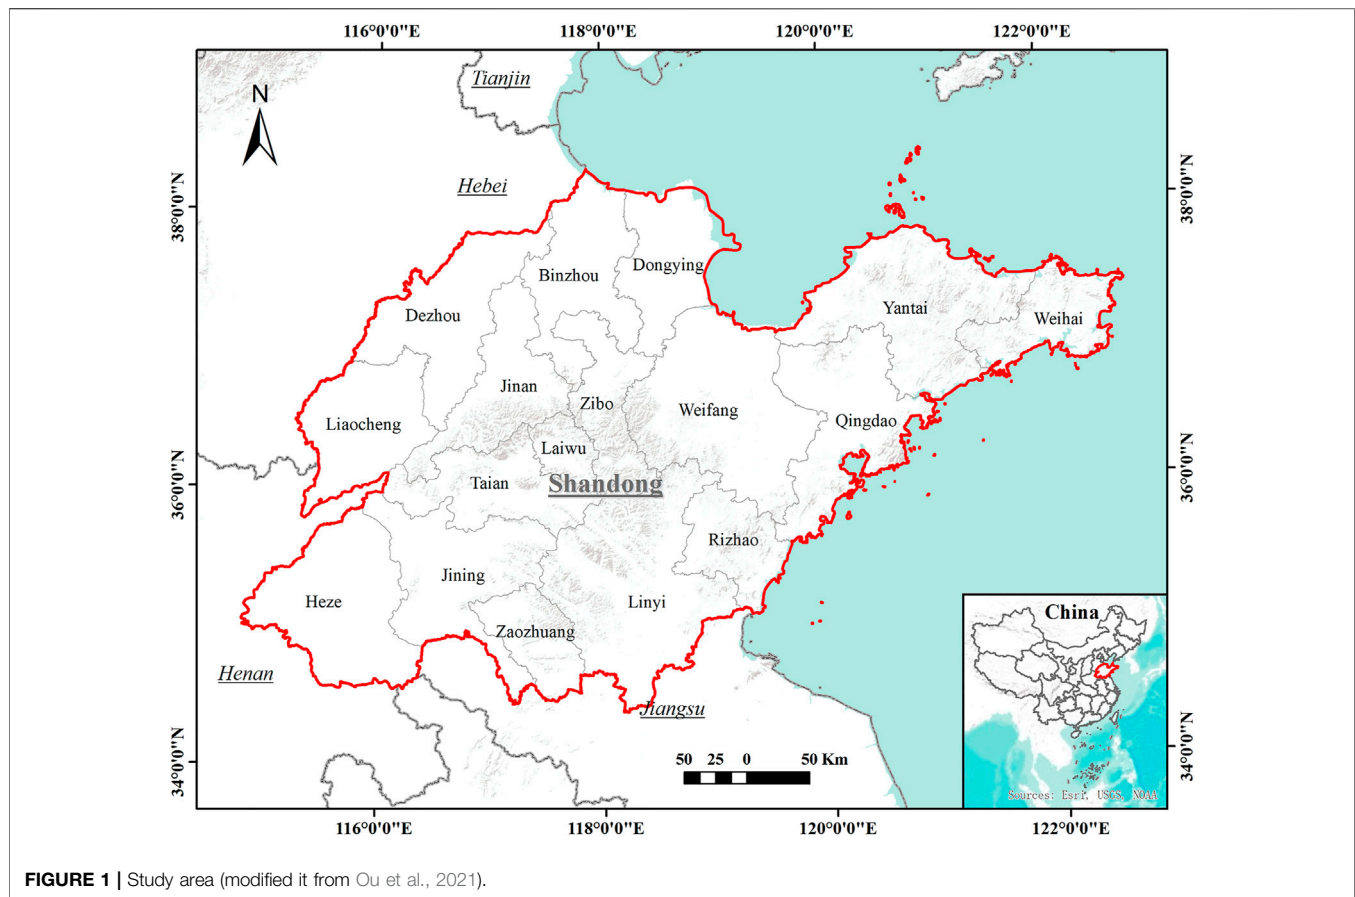 116°0'0"E 118°0'0"E 120°0'0"E 122°0'0"E
Tianjin
N
Hebei
38°0'0"N
38°0'0"N
Binzhou
Dongying
Dezhou
Yantai
Weihai
Jinan
Zibo
Weifang
Liaocheng
Qingdao
Laiwu
Taian
Shandong
36°0'0"N
36°0'0"N
Rizhao
Jining
Heze
Linyi
Zaozhuang
Henan
Jiangsu
China
34°0'0"N
34°0'0"N
50 25 0 50 Km
Sources: Esri, USGS, NOAA
116°0'0"E 118°0'0"E 120°0'0"E 122°0'0"E
FIGURE 1 | Study area (modified it from Ou et al., 2021).